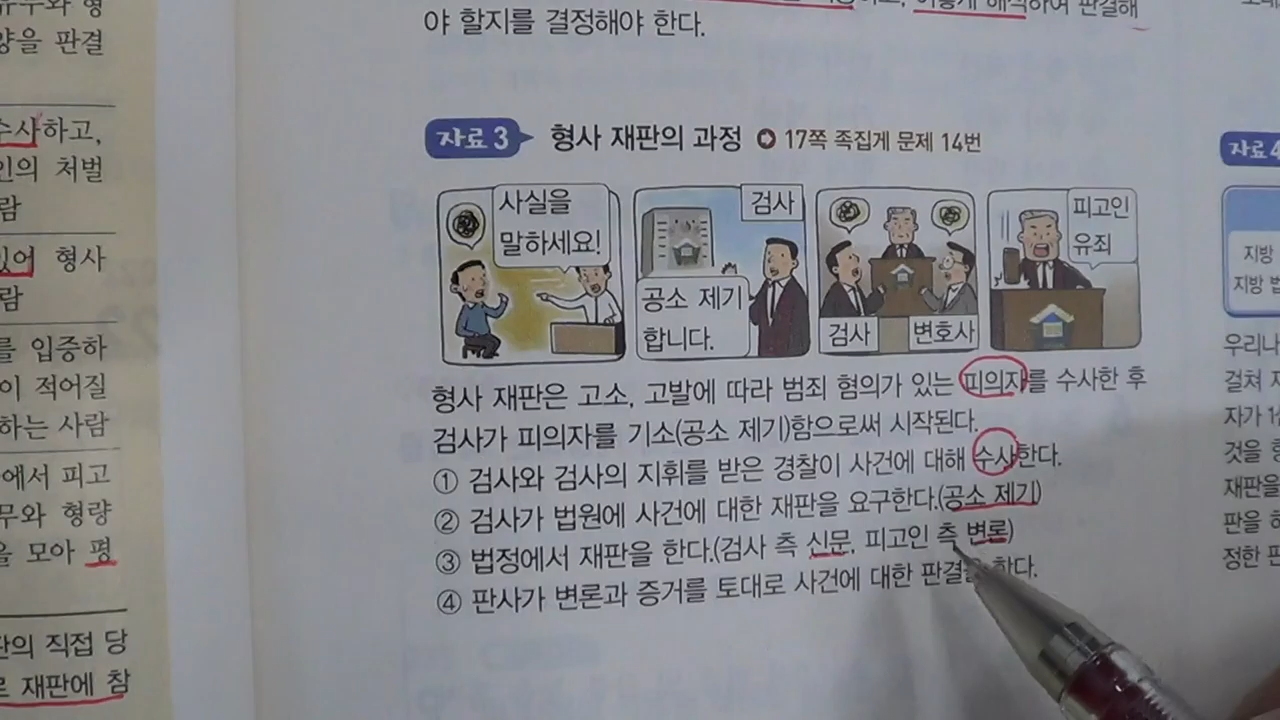 유무와 형
량을 판결
수사하고,
인의 처벌
람
있어 형사
람
를 입증하
이 적어질
하는 사람
에서 피고
무와 형량
을 모아 평
판의 직접 당
로 재판에 참
하여 판결해
야 할지를 결정해야 한다.
자료 3 형사 재판의 과정 17쪽 족집게 문제 14번
사실을
말하세요!
검사
공소 제기
합니다.
검사
변호사
피고인
유죄
형사 재판은 고소, 고발에 따라 범죄 혐의가 있는 피의자를 수사한 후
검사가 피의자를 기소(공소 제기)함으로써 시작된다.
① 검사와 검사의 지휘를 받은 경찰이 사건에 대해 수사한다.
② 검사가 법원에 사건에 대한 재판을 요구한다.(공소 제기)
③ 법정에서 재판을 한다.(검사 측 신문, 피고인 측 변론)
④ 판사가 변론과 증거를 토대로 사건에 대한 판결을 한다.
자료 4
지방
지방 법
우리나
걸쳐 재
자가 1심
것을 항
재판을
판을 하
정한 판